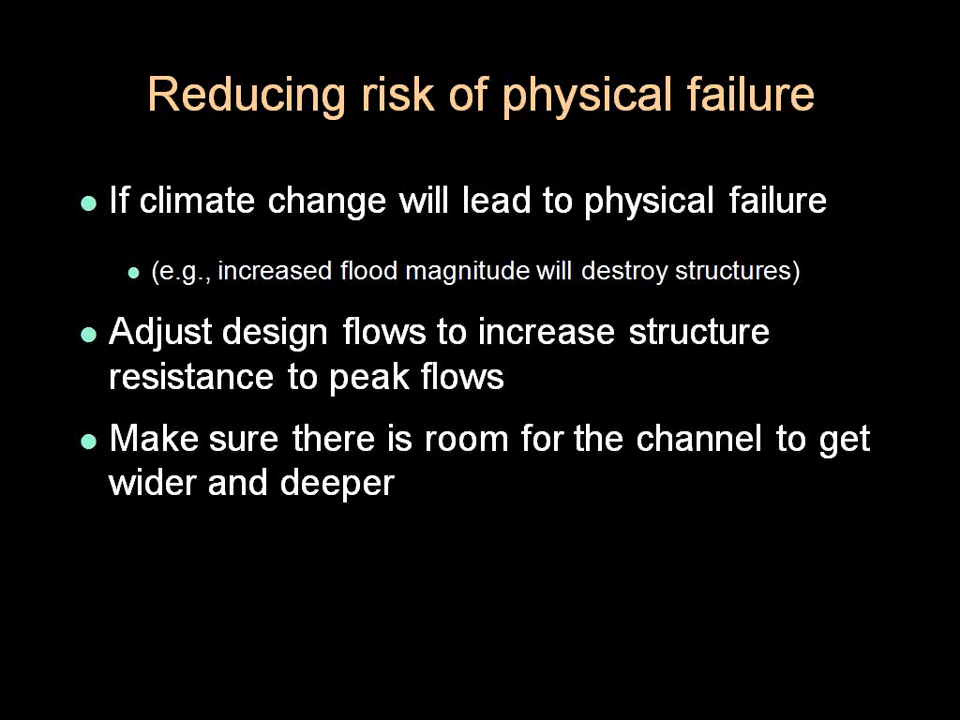 Reducing risk of physical failure
● If climate change will lead to physical failure
● (e.g., increased flood magnitude will destroy structures)
● Adjust design flows to increase structure
resistance to peak flows
● Make sure there is room for the channel to get
wider and deeper